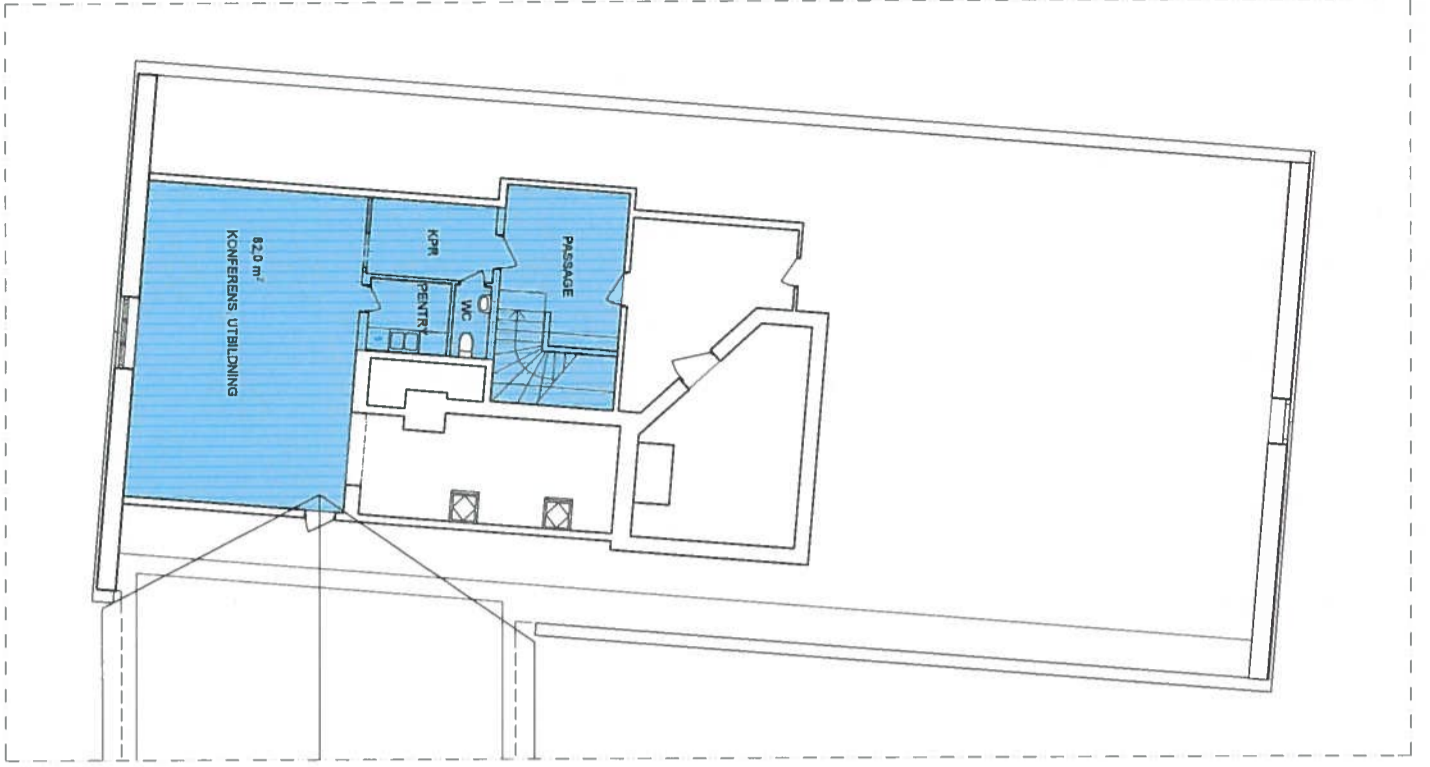 62,0 m²
KONFERENS UTBILDNING
KPR
PENTRY
WC
PASSAGE